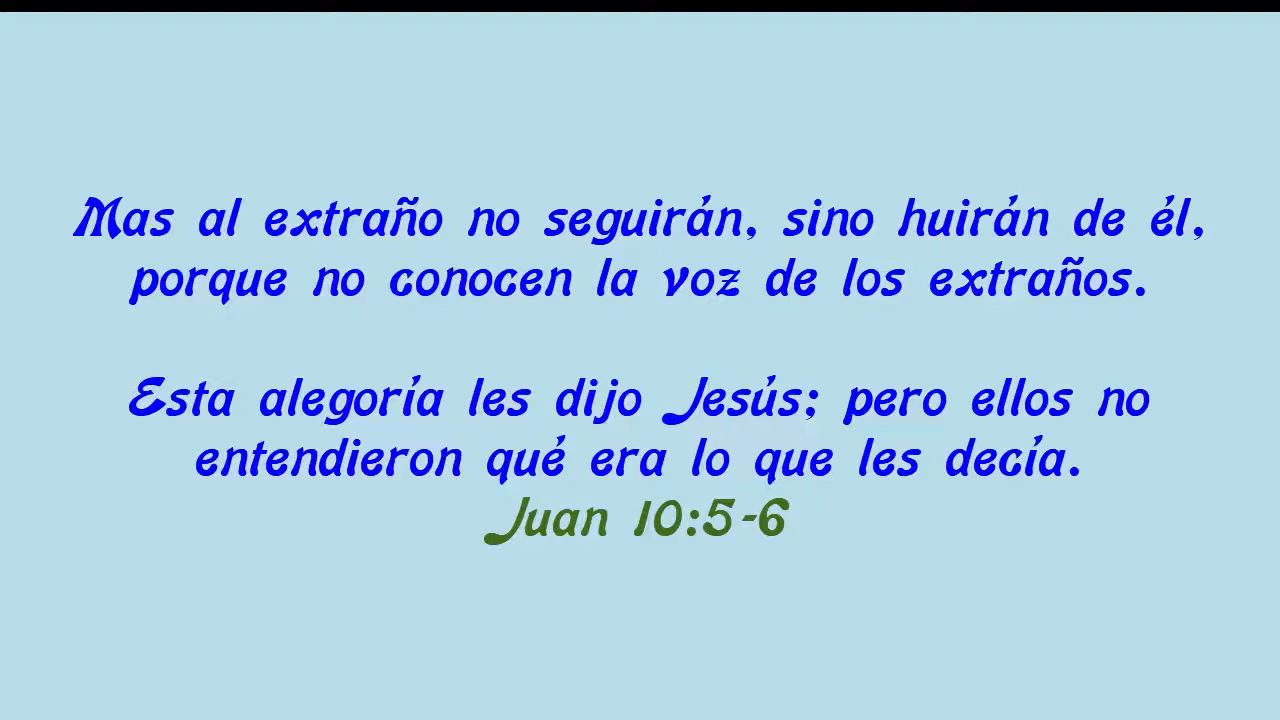 Mas al extraño no seguirán, sino huirán de él,
porque no conocen la voz de los extraños.
Esta alegoría les dijo Jesús; pero ellos no
entendieron qué era lo que les decía.
Juan 10:5-6